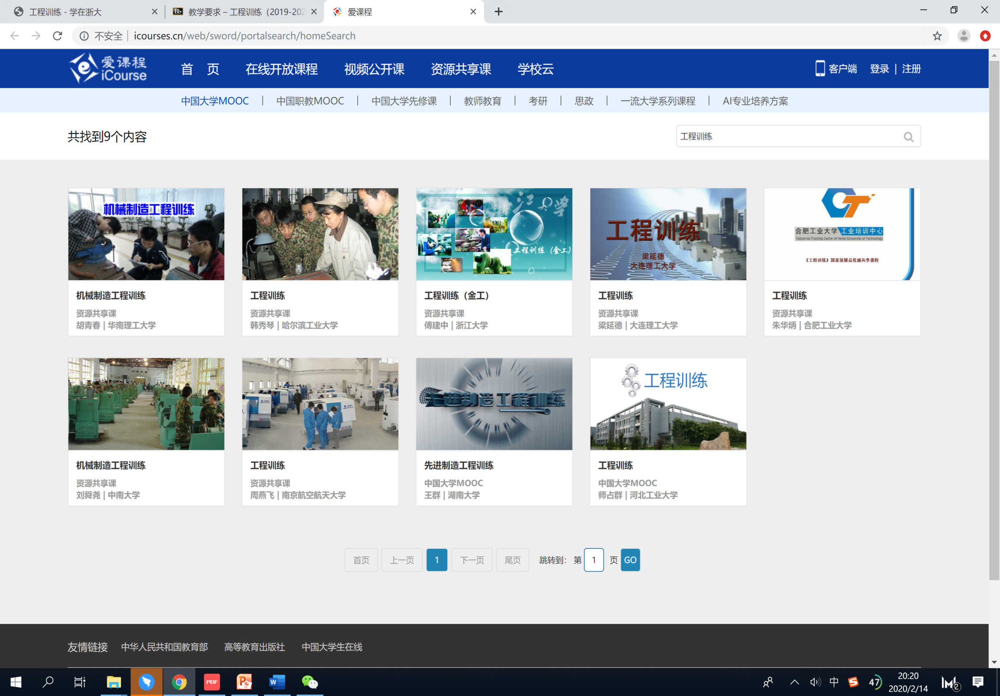 工程训练 - 学在浙大
教学要求 – 工程训练（2019-202
爱课程
不安全 | icourses.cn/web/sword/portalsearch/homeSearch
爱课程
iCourse
首 页 在线开放课程 视频公开课 资源共享课 学校云
客户端 登录 | 注册
中国大学MOOC | 中国职教MOOC | 中国大学先修课 | 教师教育 | 考研 | 思政 | 一流大学系列课程 | AI专业培养方案
共找到9个内容
工程训练
机械制造工程训练
机械制造工程训练
资源共享课
胡青春 | 华南理工大学
工程训练
资源共享课
韩秀琴 | 哈尔滨工业大学
工程训练（金工）
工程训练（金工）
资源共享课
傅建中 | 浙江大学
工程训练
梁延德
大连理工大学
工程训练
资源共享课
梁延德 | 大连理工大学
合肥工业大学 工业培训中心
Industrial Training Center of Heifei University of Technology
《工程训练》国家级精品资源共享课程
工程训练
资源共享课
朱华炳 | 合肥工业大学
13
机械制造工程训练
资源共享课
刘舜尧 | 中南大学
N-091
N-091
工程训练
资源共享课
周燕飞 | 南京航空航天大学
先进制造工程训练
先进制造工程训练
中国大学MOOC
王群 | 湖南大学
工程训练
工程训练
中国大学MOOC
师占群 | 河北工业大学
首页 上一页 1 下一页 尾页 跳转到： 第 1 页 GO
友情链接 中华人民共和国教育部 高等教育出版社 中国大学生在线
中
47
20:20
2020/2/14
2